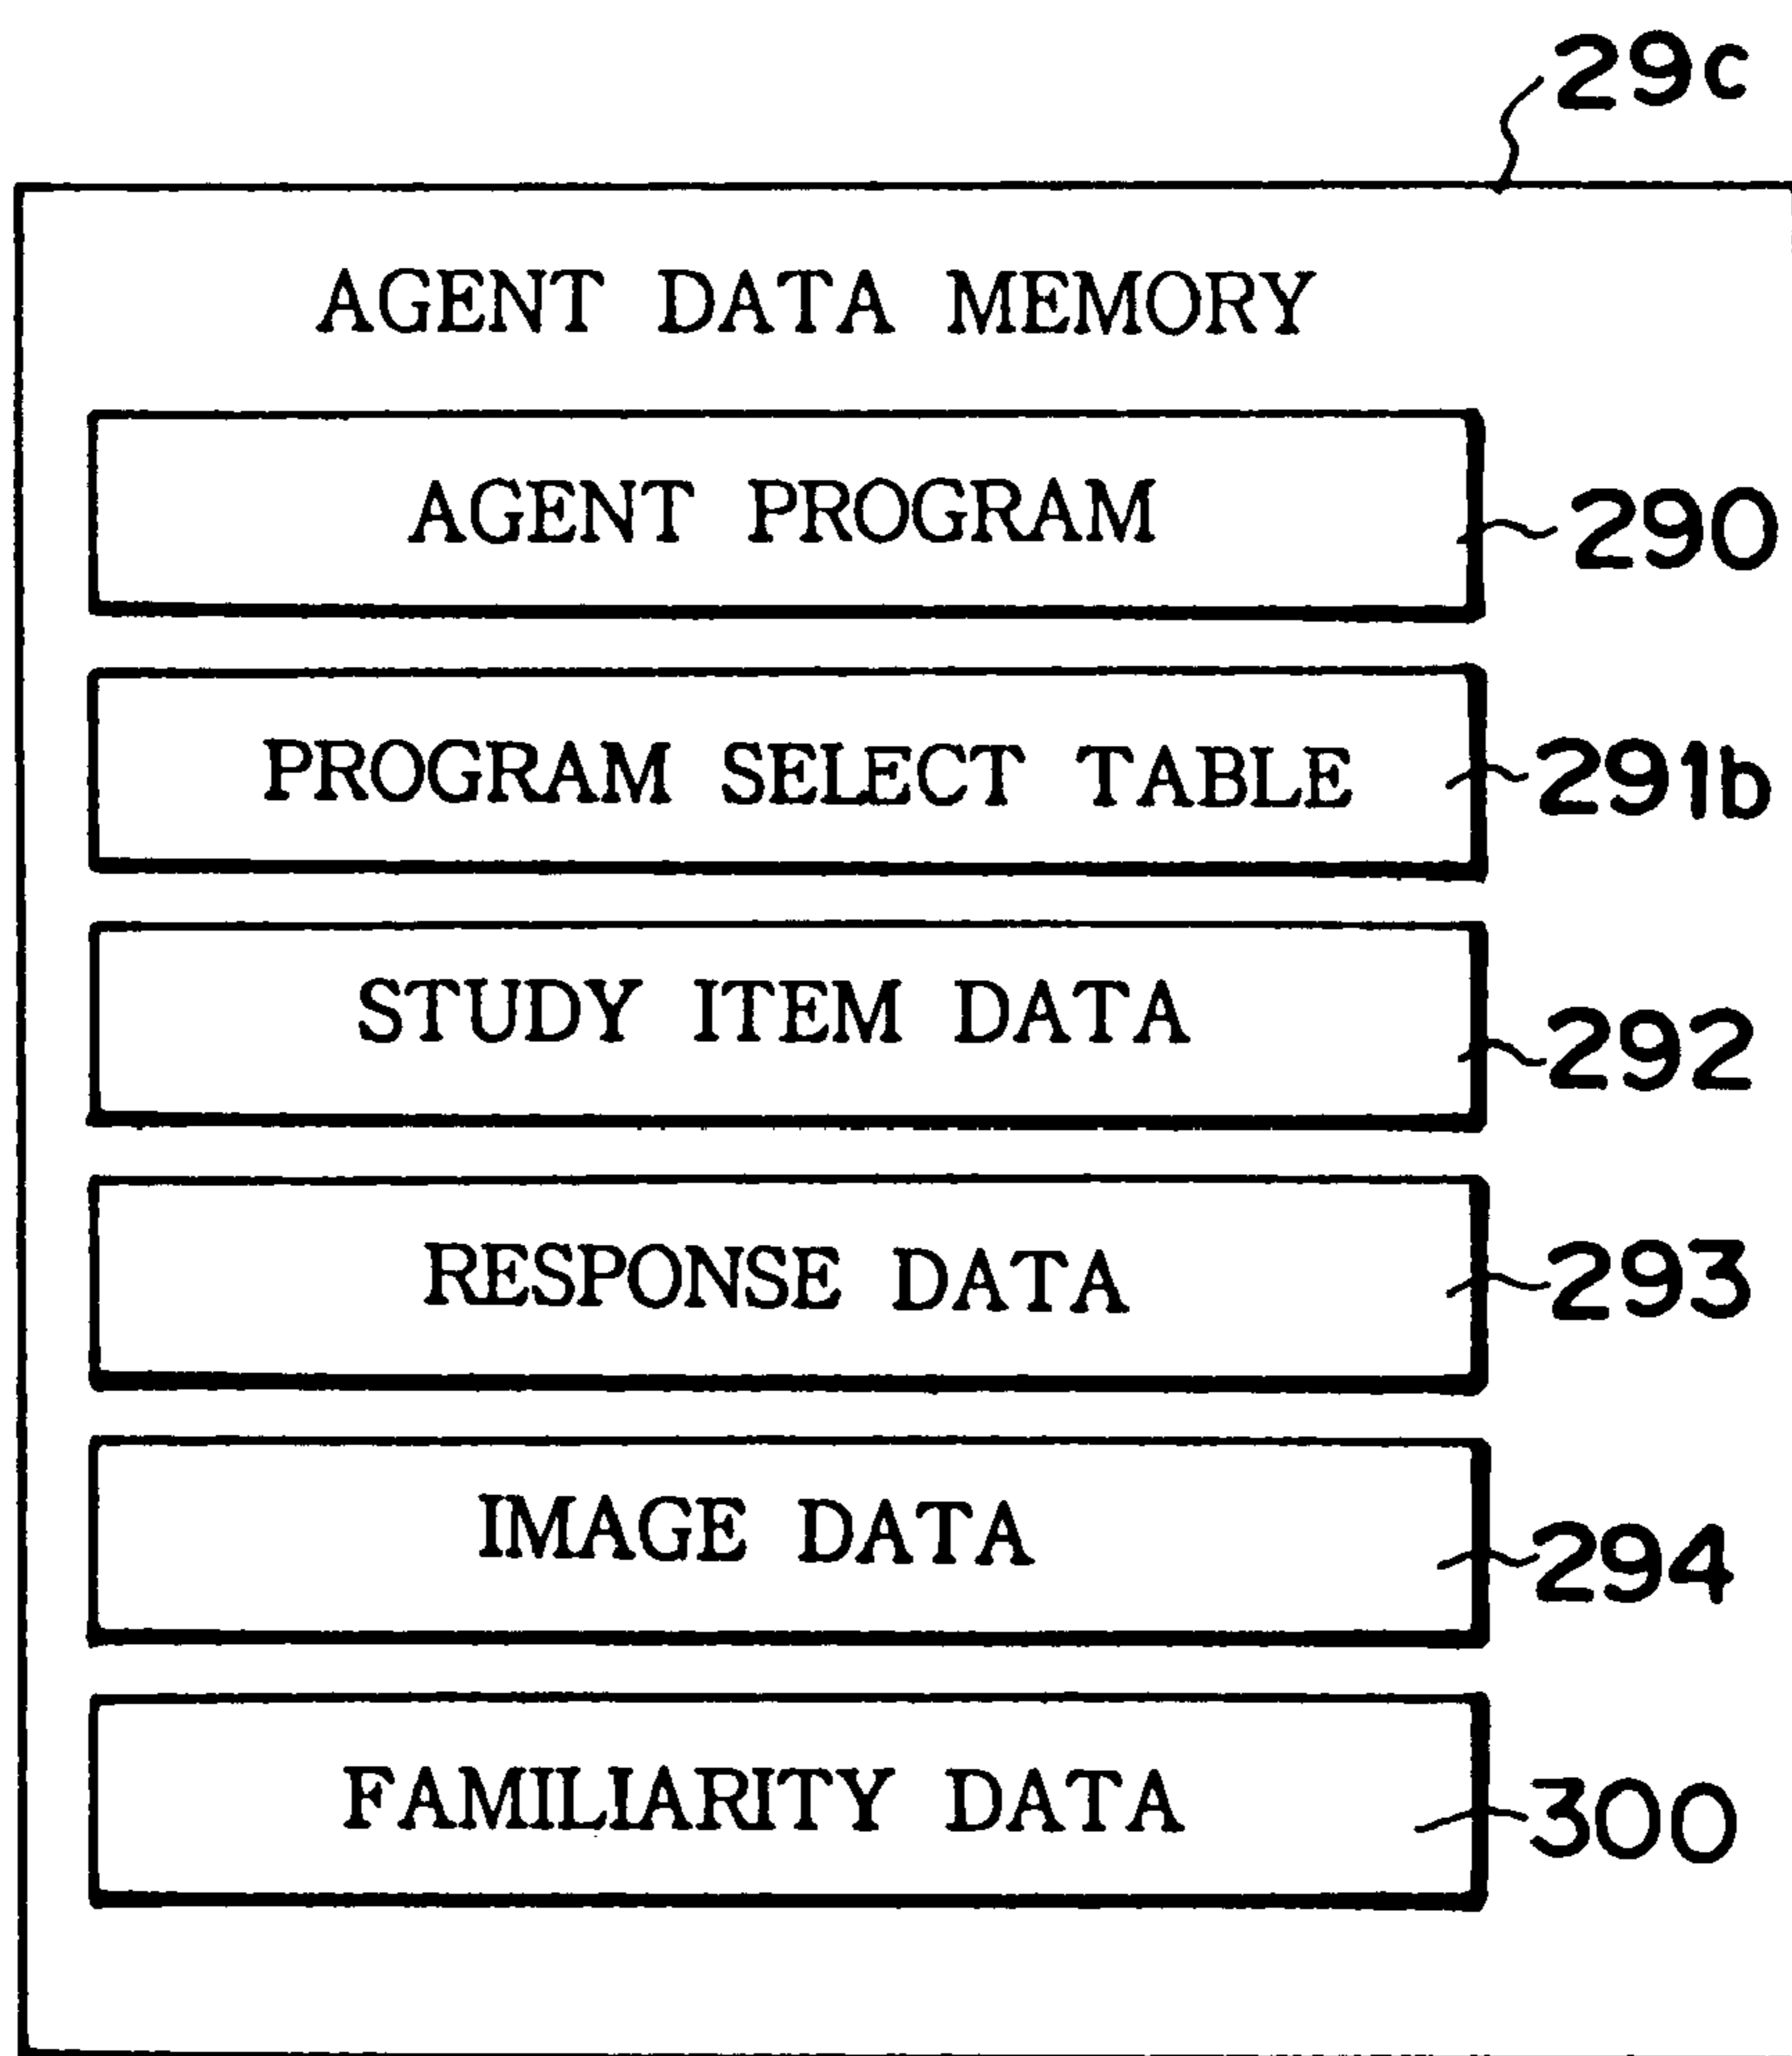 29c
AGENT DATA MEMORY
AGENT PROGRAM
290
PROGRAM SELECT TABLE
291b
STUDY ITEM DATA
292
RESPONSE DATA
293
IMAGE DATA
294
FAMILIARITY DATA
300